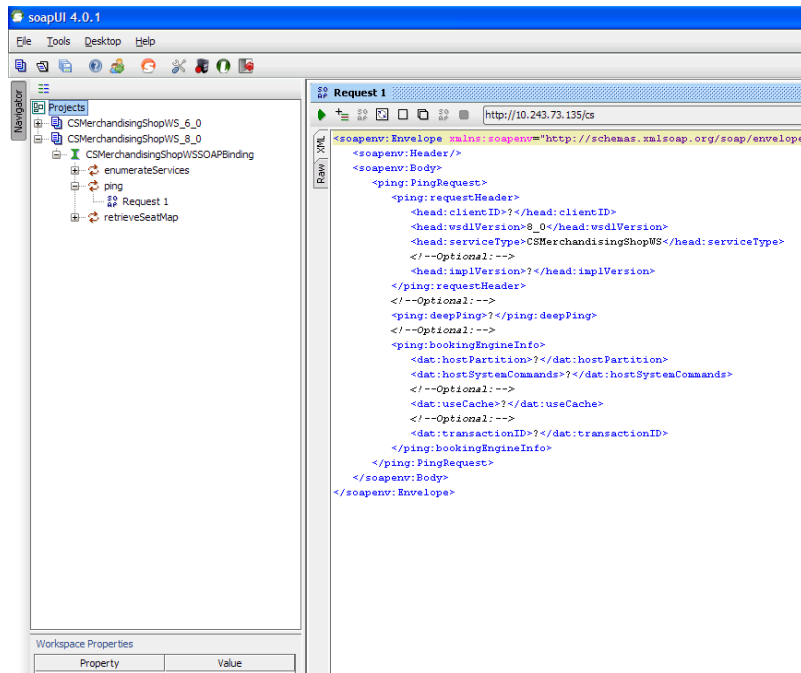 soapUI 4.0.1
File Tools Desktop Help
Navigator
Projects
CSMerchandisingShopWS_6_0
CSMerchandisingShopWS_8_0
CSMerchandisingShopWSSOAPBinding
enumerateServices
ping
Request 1
retrieveSeatMap
Workspace Properties
Property Value
Request 1
http://10.243.73.135/cs
XML
Raw
<soapenv:Envelope xmlns:soapenv="http://schemas.xmlsoap.org/soap/envelope
<soapenv:Header/>
<soapenv:Body>
<ping:PingRequest>
<ping:requestHeader>
<head:clientID>?</head:clientID>
<head:wsdlVersion>8_0</head:wsdlVersion>
<head:serviceType>CSMerchandisingShopWS</head:serviceType>
<!--Optional:-->
<head:implVersion>?</head:implVersion>
</ping:requestHeader>
<!--Optional:-->
<ping:deepPing>?</ping:deepPing>
<!--Optional:-->
<ping:bookingEngineInfo>
<dat:hostPartition>?</dat:hostPartition>
<dat:hostSystemCommands>?</dat:hostSystemCommands>
<!--Optional:-->
<dat:useCache>?</dat:useCache>
<!--Optional:-->
<dat:transactionID>?</dat:transactionID>
</ping:bookingEngineInfo>
</ping:PingRequest>
</soapenv:Body>
</soapenv:Envelope>